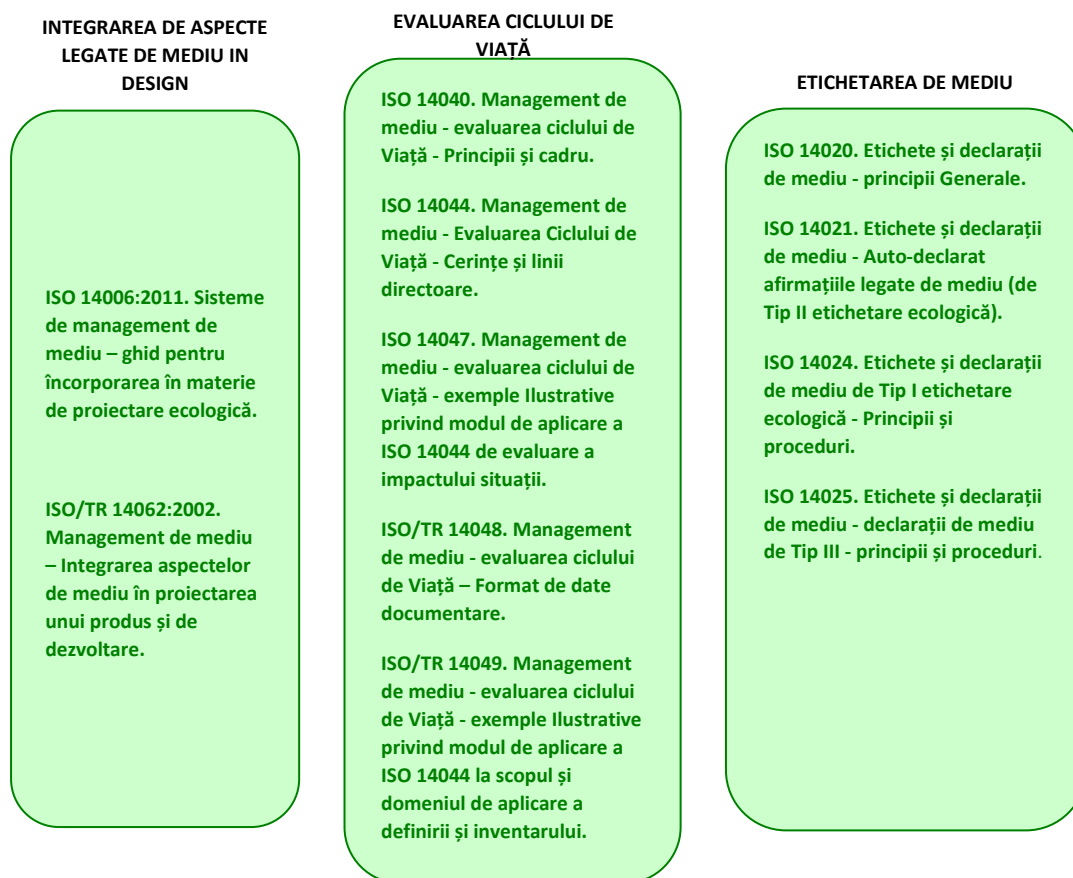 INTEGRAREA DE ASPECTE
LEGATE DE MEDIU IN
DESIGN
ISO 14006:2011. Sisteme
de management de
mediu – ghid pentru
încorporarea în materie
de proiectare ecologică.
ISO/TR 14062:2002.
Management de mediu
– Integrarea aspectelor
de mediu în proiectarea
unui produs și de
dezvoltare.
EVALUAREA CICLULUI DE
VIAȚĂ
ISO 14040. Management de
mediu - evaluarea ciclului de
Viață - Principii și cadru.
ISO 14044. Management de
mediu - Evaluarea Ciclului de
Viață - Cerințe și linii
directoare.
ISO 14047. Management de
mediu - evaluarea ciclului de
Viață - exemple Ilustrative
privind modul de aplicare a
ISO 14044 de evaluare a
impactului situații.
ISO/TR 14048. Management
de mediu - evaluarea ciclului
de Viață – Format de date
documentare.
ISO/TR 14049. Management
de mediu - evaluarea ciclului
de Viață - exemple Ilustrative
privind modul de aplicare a
ISO 14044 la scopul și
domeniul de aplicare a
definirii și inventarului.
ETICHETAREA DE MEDIU
ISO 14020. Etichete și declarații
de mediu - principii Generale.
ISO 14021. Etichete și declarații
de mediu - Auto-declarat
afirmațiile legate de mediu (de
Tip II etichetare ecologică).
ISO 14024. Etichete și declarații
de mediu de Tip I etichetare
ecologică - Principii și
proceduri.
ISO 14025. Etichete și declarații
de mediu - declarații de mediu
de Tip III - principii și proceduri.